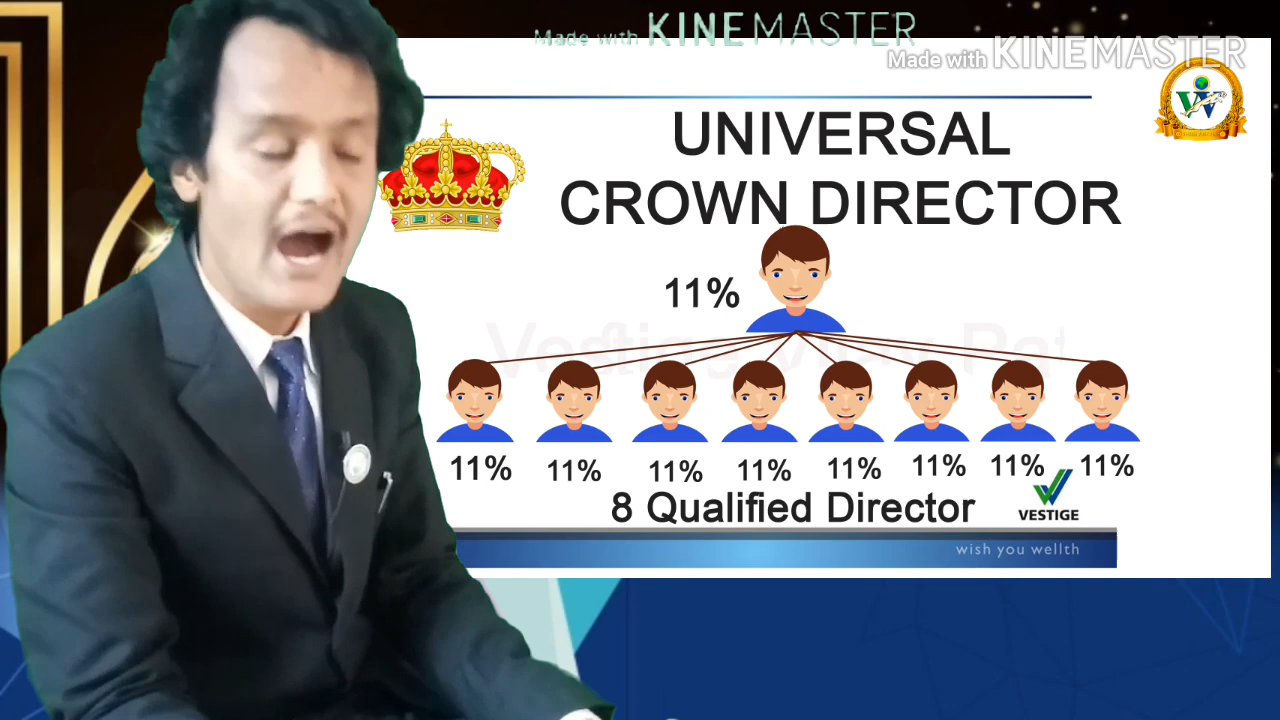 Made with KINEMASTER
Made with KINEMASTER
UNIVERSAL
CROWN DIRECTOR
11%
11% 11% 11% 11% 11% 11% 11% 11%
8 Qualified Director
VESTIGE
wish you wellth